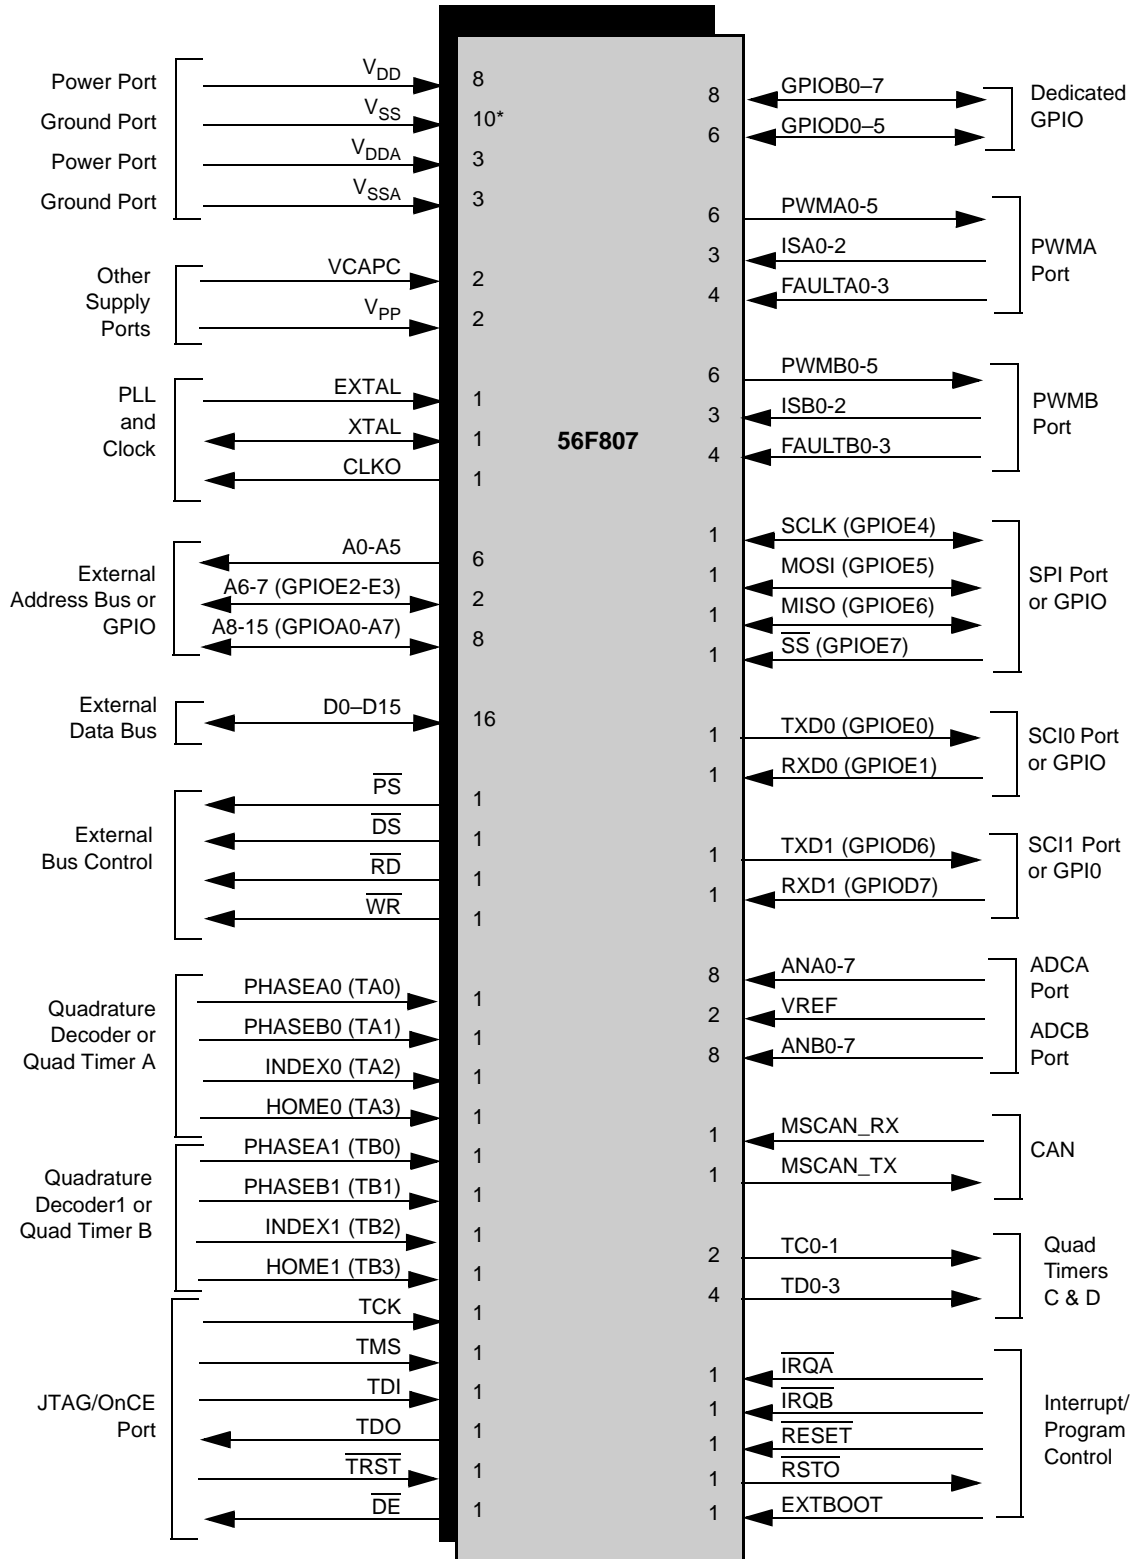 Power Port
V_DD
8
Ground Port
V_SS
10*
Power Port
V_DDA
3
Ground Port
V_SSA
3
Other
Supply
Ports
VCAPC
2
V_PP
2
PLL
and
Clock
EXTAL
1
XTAL
1
CLKO
1
External
Address Bus or
GPIO
A0-A5
6
A6-7 (GPIOE2-E3)
2
A8-15 (GPIOA0-A7)
8
External
Data Bus
D0–D15
16
External
Bus Control
PS
1
DS
1
RD
1
WR
1
Quadrature
Decoder or
Quad Timer A
PHASEA0 (TA0)
1
PHASEB0 (TA1)
1
INDEX0 (TA2)
1
HOME0 (TA3)
1
Quadrature
Decoder1 or
Quad Timer B
PHASEA1 (TB0)
1
PHASEB1 (TB1)
1
INDEX1 (TB2)
1
HOME1 (TB3)
1
JTAG/OnCE
Port
TCK
1
TMS
1
TDI
1
TDO
1
TRST
1
DE
1
56F807
8
GPIOB0–7
6
GPIOD0–5
Dedicated
GPIO
6
PWMA0-5
3
ISA0-2
4
FAULTA0-3
PWMA
Port
6
PWMB0-5
3
ISB0-2
4
FAULTB0-3
PWMB
Port
1
SCLK (GPIOE4)
1
MOSI (GPIOE5)
1
MISO (GPIOE6)
1
SS (GPIOE7)
SPI Port
or GPIO
1
TXD0 (GPIOE0)
1
RXD0 (GPIOE1)
SCI0 Port
or GPIO
1
TXD1 (GPIOD6)
1
RXD1 (GPIOD7)
SCI1 Port
or GPI0
8
ANA0-7
2
VREF
8
ANB0-7
ADCA
Port
ADCB
Port
1
MSCAN_RX
1
MSCAN_TX
CAN
2
TC0-1
4
TD0-3
Quad
Timers
C & D
1
IRQA
1
IRQB
1
RESET
1
RSTO
1
EXTBOOT
Interrupt/
Program
Control